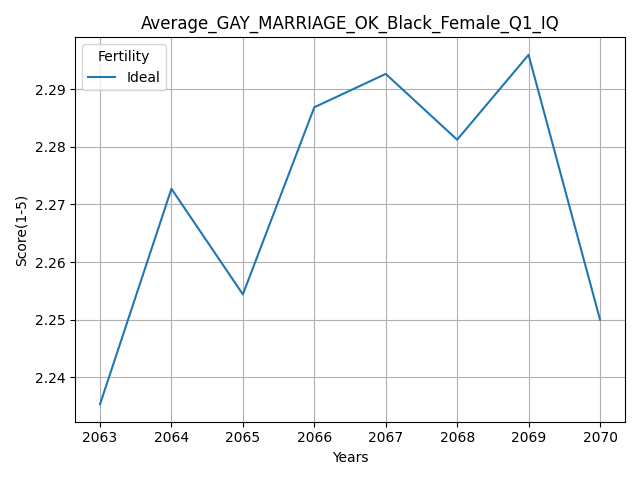 Average_GAY_MARRIAGE_OK_Black_Female_Q1_IQ
Fertility
Ideal
Score(1-5)
2.29
2.28
2.27
2.26
2.25
2.24
2063 2064 2065 2066 2067 2068 2069 2070
Years